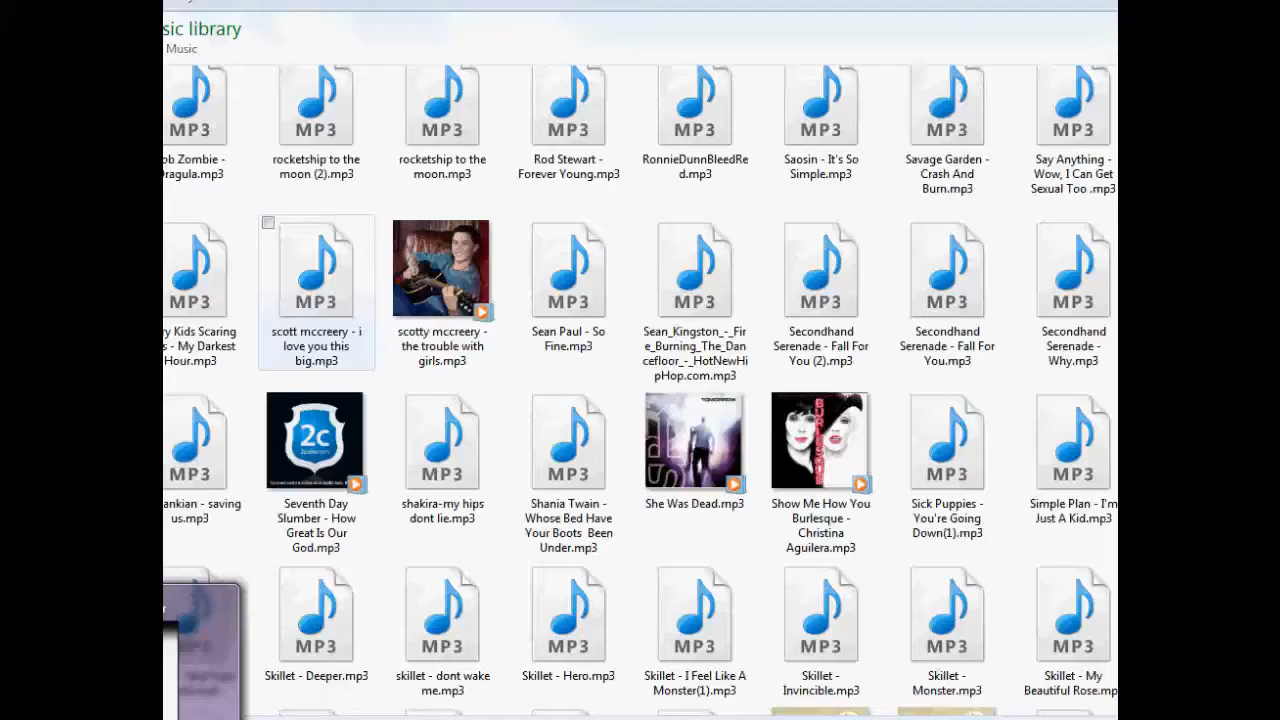 sic library
Music
MP3 MP3 MP3 MP3 MP3 MP3 MP3 MP3
ob Zombie -
Dragula.mp3
rocketship to the
moon (2).mp3
rocketship to the
moon.mp3
Rod Stewart -
Forever Young.mp3
RonnieDunnBleedRe
d.mp3
Saosin - It's So
Simple.mp3
Savage Garden -
Crash And
Burn.mp3
Say Anything -
Wow, I Can Get
Sexual Too .mp3
MP3 MP3 MP3 MP3 MP3 MP3 MP3
ry Kids Scaring
s - My Darkest
Hour.mp3
scott mccreery - i
love you this
big.mp3
scotty mccreery -
the trouble with
girls.mp3
Sean Paul - So
Fine.mp3
Sean_Kingston_-_Fir
e_Burning_The_Dan
cefloor_-_HotNewHi
pHop.com.mp3
Secondhand
Serenade - Fall For
You (2).mp3
Secondhand
Serenade - Fall For
You.mp3
Secondhand
Serenade -
Why.mp3
MP3
2c
MP3 MP3
TOMORROW
BURLESQUE
MP3 MP3
ankian - saving
us.mp3
Seventh Day
Slumber - How
Great Is Our
God.mp3
shakira-my hips
dont lie.mp3
Shania Twain -
Whose Bed Have
Your Boots Been
Under.mp3
She Was Dead.mp3
Show Me How You
Burlesque -
Christina
Aguilera.mp3
Sick Puppies -
You're Going
Down(1).mp3
Simple Plan - I'm
Just A Kid.mp3
MP3 MP3 MP3 MP3 MP3 MP3 MP3
Skillet - Deeper.mp3
skillet - dont wake
me.mp3
Skillet - Hero.mp3
Skillet - I Feel Like A
Monster(1).mp3
Skillet -
Invincible.mp3
Skillet -
Monster.mp3
Skillet - My
Beautiful Rose.mp